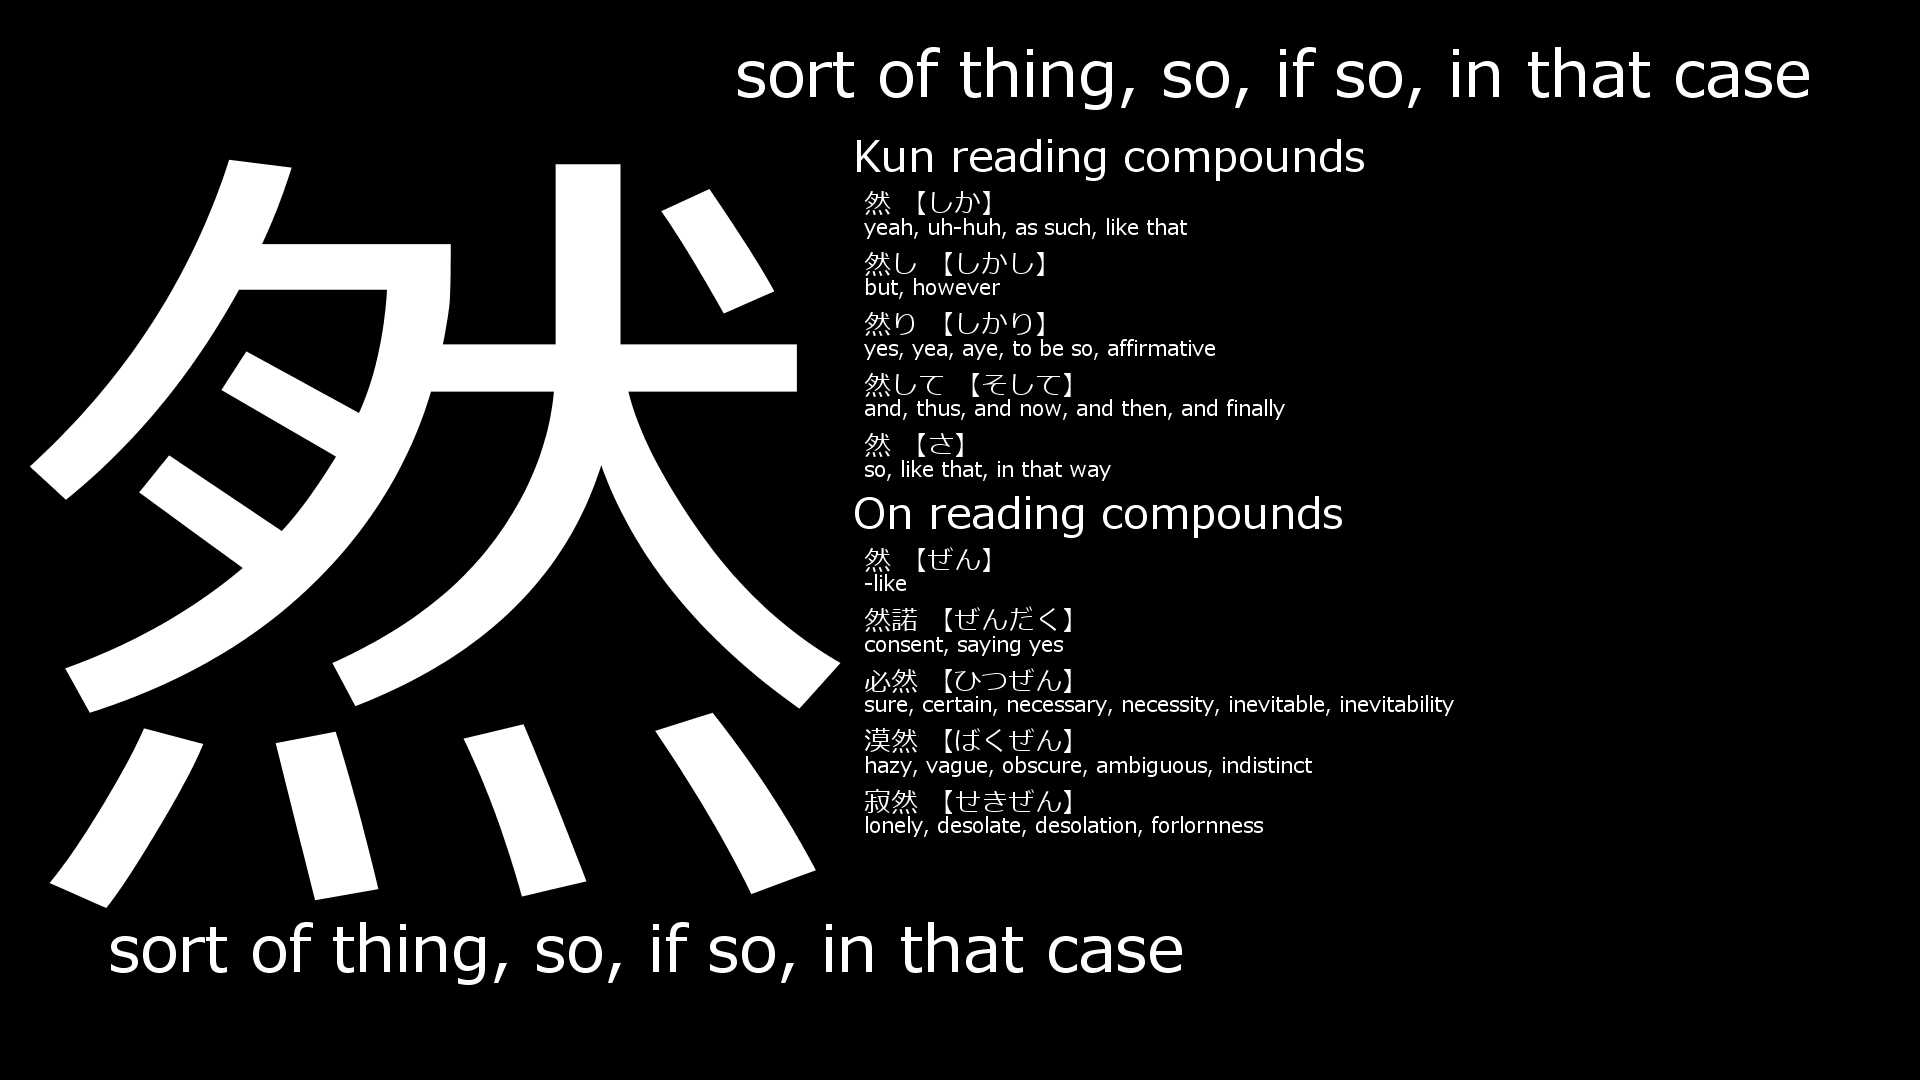 sort of thing, so, if so, in that case
然
Kun reading compounds
然 【しか】
yeah, uh-huh, as such, like that
然し 【しかし】
but, however
然り 【しかり】
yes, yea, aye, to be so, affirmative
然して 【そして】
and, thus, and now, and then, and finally
然 【さ】
so, like that, in that way
On reading compounds
然 【ぜん】
-like
然諾 【ぜんだく】
consent, saying yes
必然 【ひつぜん】
sure, certain, necessary, necessity, inevitable, inevitability
漠然 【ばくぜん】
hazy, vague, obscure, ambiguous, indistinct
寂然 【せきぜん】
lonely, desolate, desolation, forlornness
sort of thing, so, if so, in that case